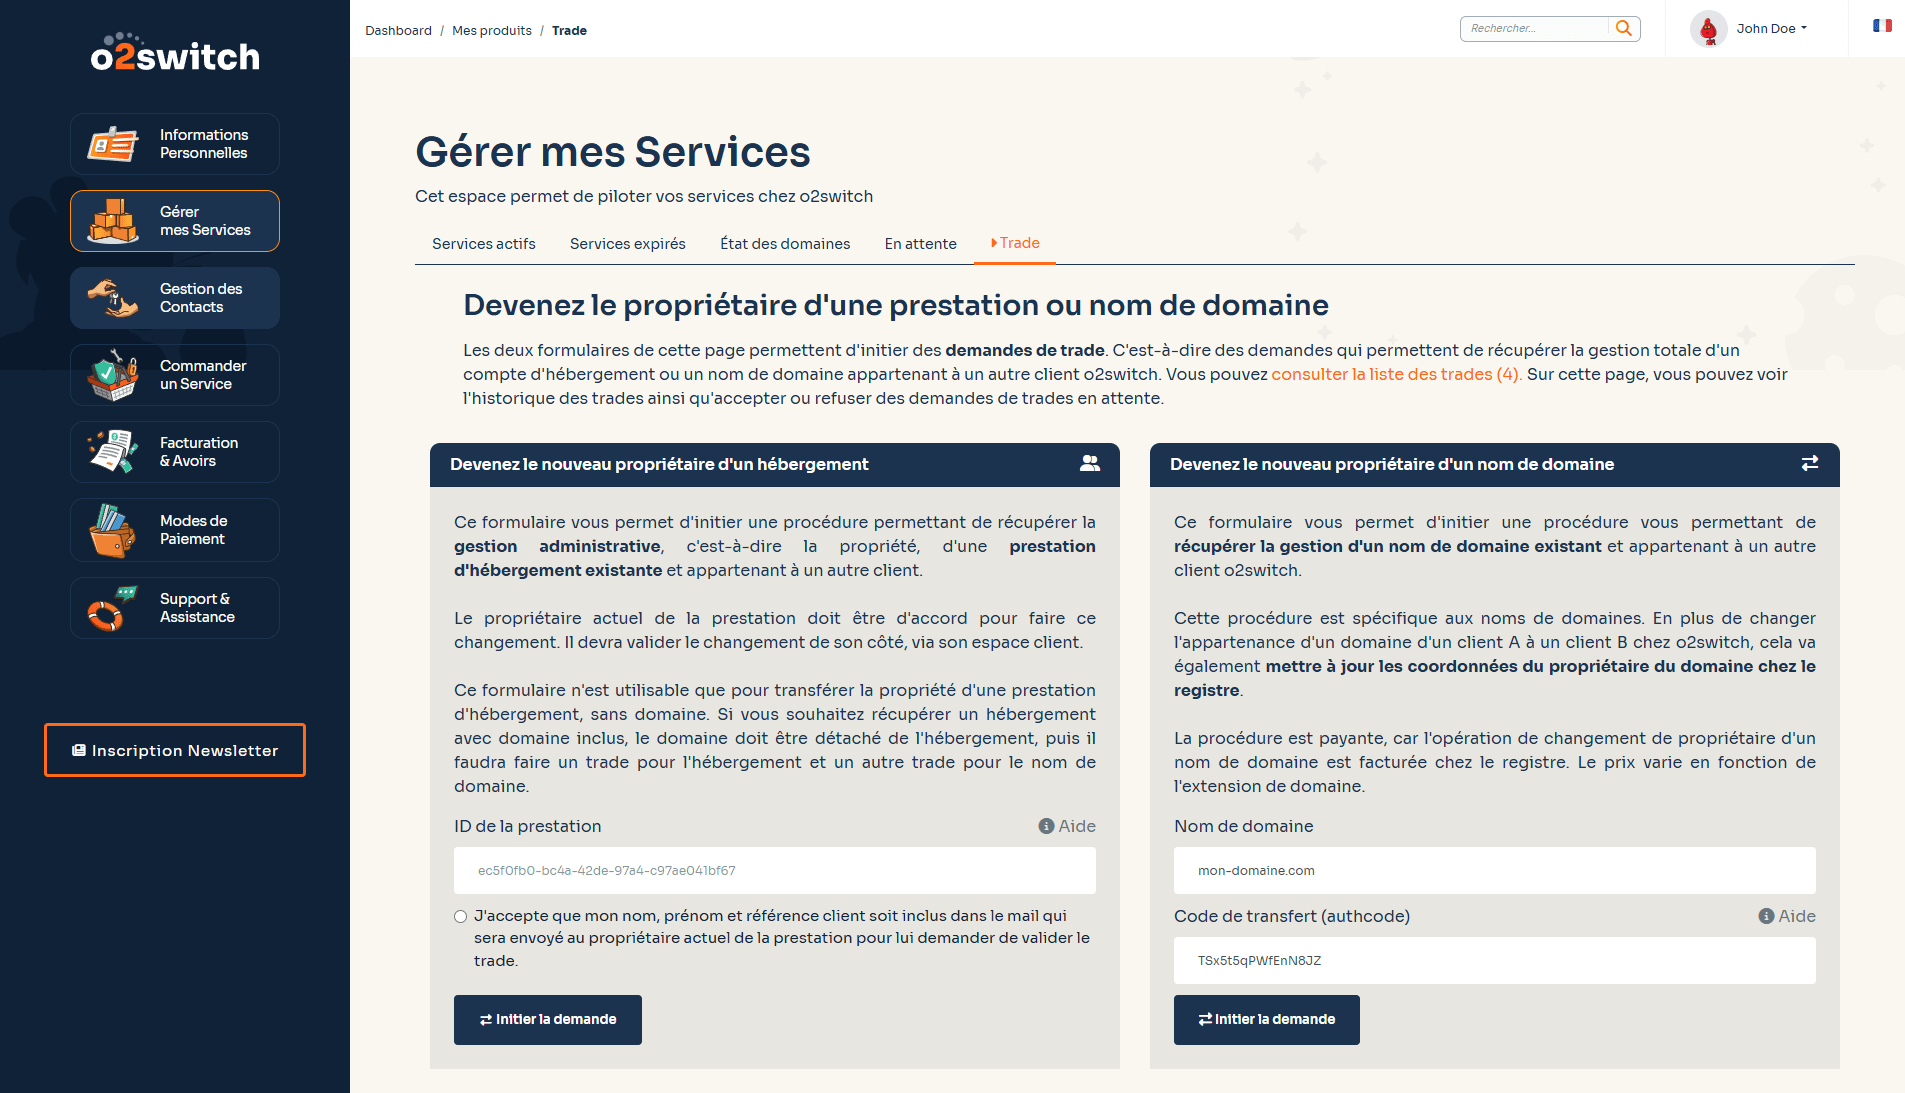 o2switch
Dashboard / Mes produits / Trade
Rechercher...
John Doe
Informations
Personnelles
Gérer
mes Services
Gestion des
Contacts
Commander
un Service
Facturation
& Avoirs
Modes de
Paiement
Support &
Assistance
Inscription Newsletter
Gérer mes Services
Cet espace permet de piloter vos services chez o2switch
Services actifs Services expirés État des domaines En attente Trade
Devenez le propriétaire d'une prestation ou nom de domaine
Les deux formulaires de cette page permettent d'initier des demandes de trade. C'est-à-dire des demandes qui permettent de récupérer la gestion totale d'un
compte d'hébergement ou un nom de domaine appartenant à un autre client o2switch. Vous pouvez consulter la liste des trades (4). Sur cette page, vous pouvez voir
l'historique des trades ainsi qu'accepter ou refuser des demandes de trades en attente.
Devenez le nouveau propriétaire d'un hébergement
Ce formulaire vous permet d'initier une procédure permettant de récupérer la
gestion administrative, c'est-à-dire la propriété, d'une prestation
d'hébergement existante et appartenant à un autre client.
Le propriétaire actuel de la prestation doit être d'accord pour faire ce
changement. Il devra valider le changement de son côté, via son espace client.
Ce formulaire n'est utilisable que pour transférer la propriété d'une prestation
d'hébergement, sans domaine. Si vous souhaitez récupérer un hébergement
avec domaine inclus, le domaine doit être détaché de l'hébergement, puis il
faudra faire un trade pour l'hébergement et un autre trade pour le nom de
domaine.
ID de la prestation Aide
ec5f0fb0-bc4a-42de-97a4-c97ae041bf67
J'accepte que mon nom, prénom et référence client soit inclus dans le mail qui
sera envoyé au propriétaire actuel de la prestation pour lui demander de valider le
trade.
Initier la demande
Devenez le nouveau propriétaire d'un nom de domaine
Ce formulaire vous permet d'initier une procédure vous permettant de
récupérer la gestion d'un nom de domaine existant et appartenant à un autre
client o2switch.
Cette procédure est spécifique aux noms de domaines. En plus de changer
l'appartenance d'un domaine d'un client A à un client B chez o2switch, cela va
également mettre à jour les coordonnées du propriétaire du domaine chez le
registre.
La procédure est payante, car l'opération de changement de propriétaire d'un
nom de domaine est facturée chez le registre. Le prix varie en fonction de
l'extension de domaine.
Nom de domaine
mon-domaine.com
Code de transfert (authcode) Aide
TSx5t5qPWfEnN8JZ
Initier la demande